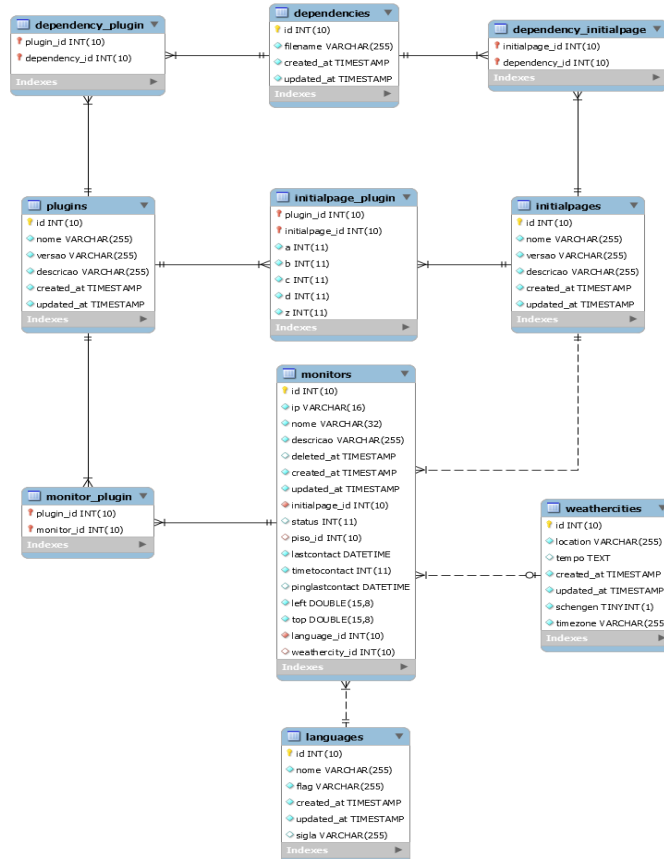 dependency_plugin
plugin_id INT(10)
dependency_id INT(10)
Indexes
dependencies
id INT(10)
filename VARCHAR(255)
created_at TIMESTAMP
updated_at TIMESTAMP
Indexes
dependency_initialpage
initialpage_id INT(10)
dependency_id INT(10)
Indexes
plugins
id INT(10)
nome VARCHAR(255)
versao VARCHAR(255)
descricao VARCHAR(255)
created_at TIMESTAMP
updated_at TIMESTAMP
Indexes
initialpage_plugin
plugin_id INT(10)
initialpage_id INT(10)
a INT(11)
b INT(11)
c INT(11)
d INT(11)
z INT(11)
Indexes
initialpages
id INT(10)
nome VARCHAR(255)
versao VARCHAR(255)
descricao VARCHAR(255)
created_at TIMESTAMP
updated_at TIMESTAMP
Indexes
monitors
id INT(10)
ip VARCHAR(16)
nome VARCHAR(32)
descricao VARCHAR(255)
deleted_at TIMESTAMP
created_at TIMESTAMP
updated_at TIMESTAMP
initialpage_id INT(10)
status INT(11)
piso_id INT(10)
lastcontact DATETIME
timetocontact INT(11)
pinglastcontact DATETIME
left DOUBLE(15,8)
top DOUBLE(15,8)
language_id INT(10)
weathercity_id INT(10)
Indexes
monitor_plugin
plugin_id INT(10)
monitor_id INT(10)
Indexes
weathercities
id INT(10)
location VARCHAR(255)
tempo TEXT
created_at TIMESTAMP
updated_at TIMESTAMP
schengen TINYINT(1)
timezone VARCHAR(255
Indexes
languages
id INT(10)
nome VARCHAR(255)
flag VARCHAR(255)
created_at TIMESTAMP
updated_at TIMESTAMP
sigla VARCHAR(255)
Indexes